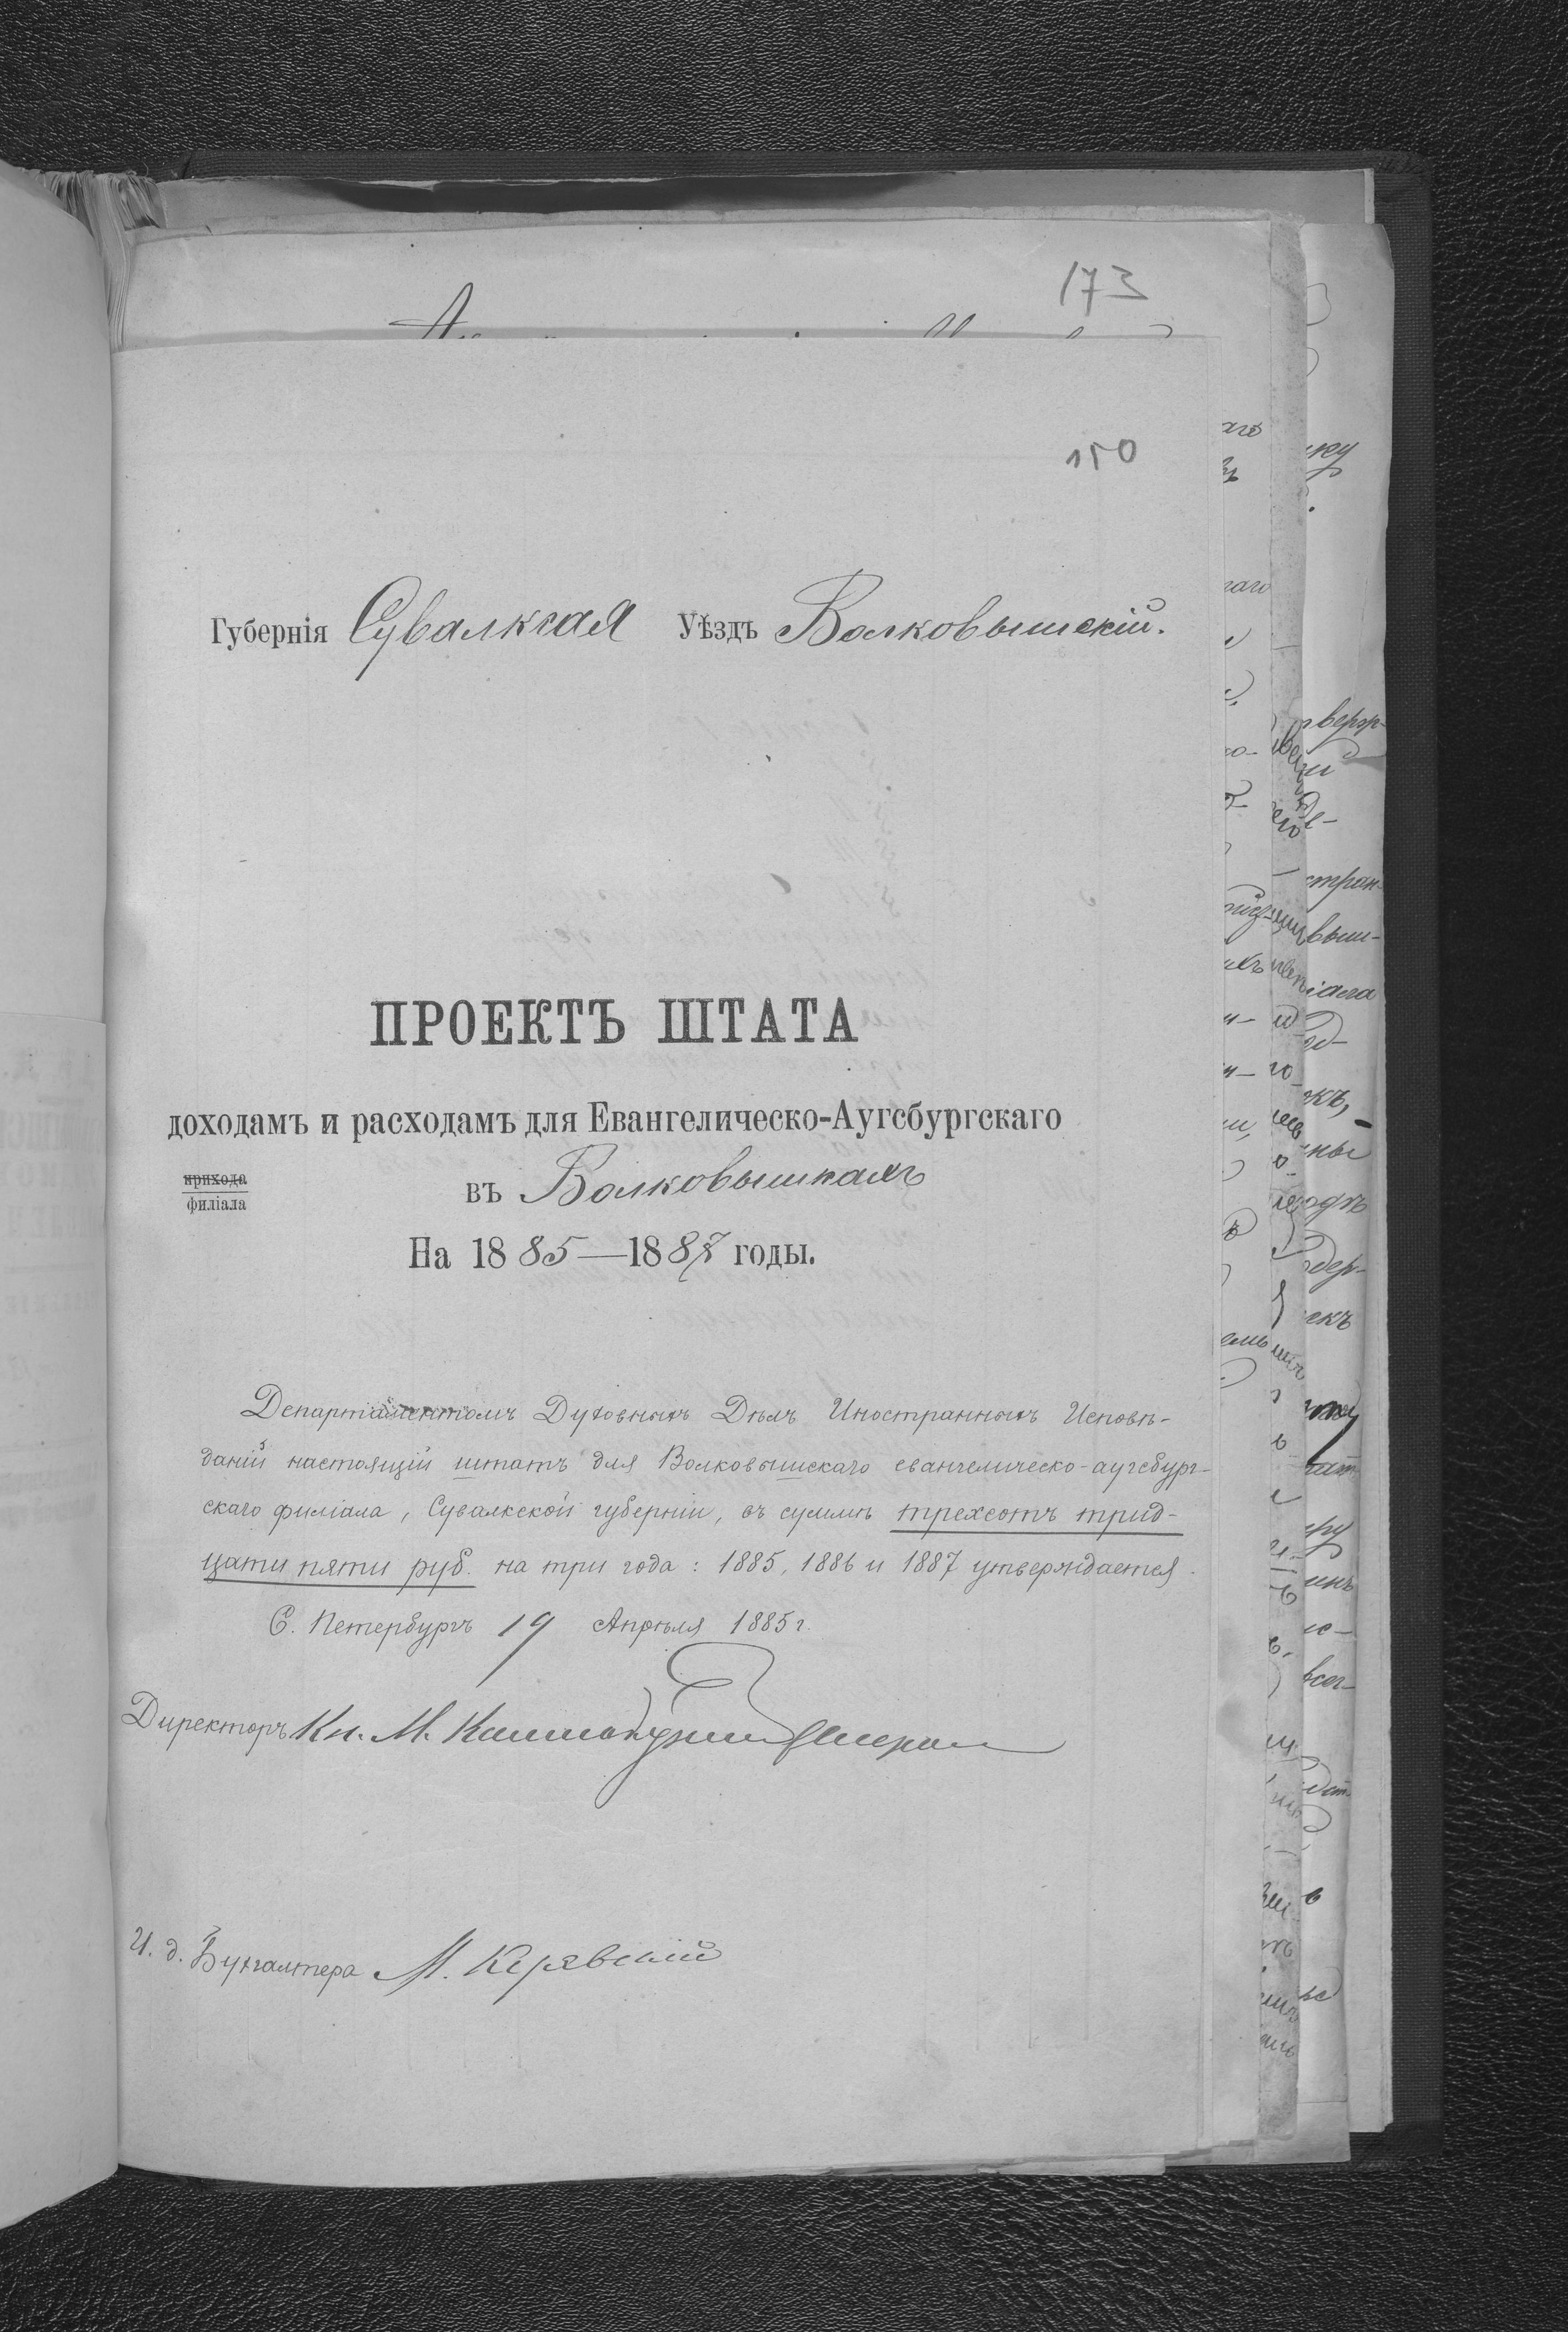 173
150
Губернія Сувалкская Уѣздъ Волковышскій.
ПРОЕКТЪ ШТАТА
доходамъ и расходамъ для Евангелическо-Аугсбургскаго
прихода
филіала
въ Волковышкахъ
На 1885—1887 годы.
Департаментомъ Духовныхъ Дѣлъ Иностранныхъ Исповѣ-
даній настоящій штатъ для Волковышскаго евангелическо-аугсбург-
скаго филіала, Сувалкской губерніи, въ суммѣ трехсотъ трид-
цати пяти руб. на три года: 1885, 1886 и 1887 утверждается.
С. Петербургъ 19 Апрѣля 1885 г.
Директоръ Кн. М. Кантакузинъ Сперан
И. д. Бухгалтера М.